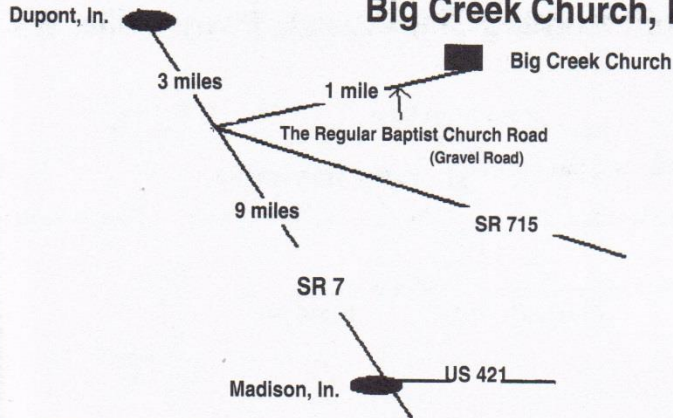 Big Creek Church,
Dupont, In.
Big Creek Church
3 miles
1 mile
The Regular Baptist Church Road
(Gravel Road)
9 miles
SR 715
SR 7
US 421
Madison, In.